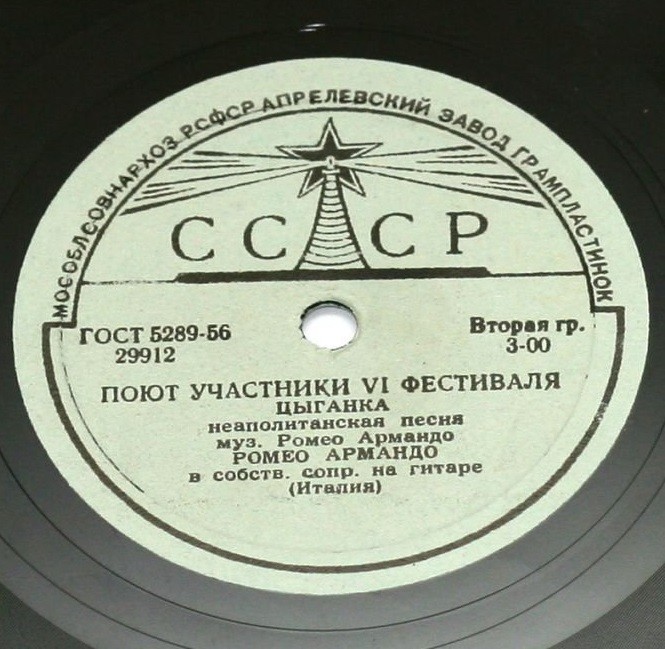 МОСОБЛСОВНАРХОЗ РСФСР АПРЕЛЕВСКИЙ ЗАВОД ГРАМПЛАСТИНОК
СССР
ГОСТ 5289-56
29912
Вторая гр.
3-00
ПОЮТ УЧАСТНИКИ VI ФЕСТИВАЛЯ
ЦЫГАНКА
неаполитанская песня
муз. Ромео Армандо
РОМЕО АРМАНДО
в собств. сопр. на гитаре
(Италия)